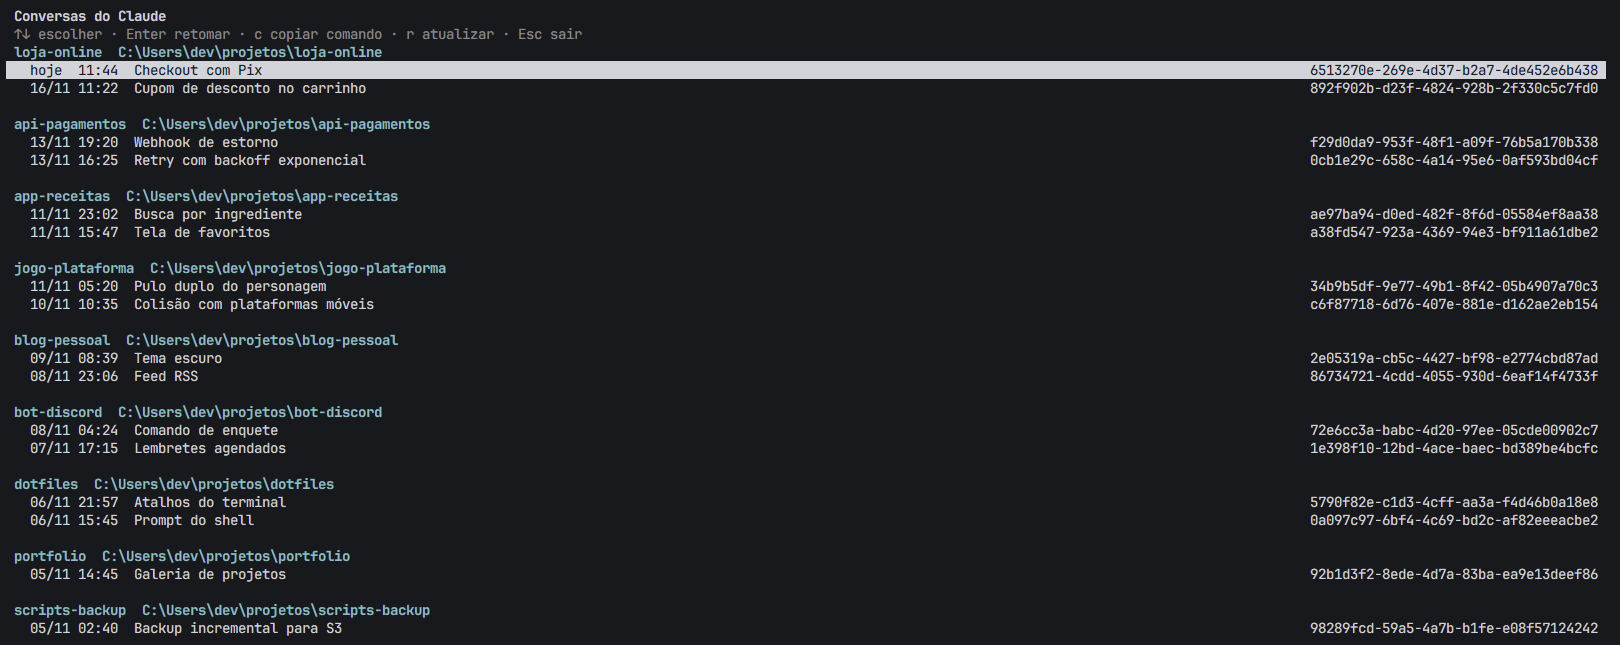 Conversas do Claude
↑↓ escolher · Enter retomar · c copiar comando · r atualizar · Esc sair
loja-online  C:\Users\dev\projetos\loja-online
hoje  11:44  Checkout com Pix  6513270e-269e-4d37-b2a7-4de452e6b438
16/11 11:22  Cupom de desconto no carrinho  892f902b-d23f-4824-928b-2f330c5c7fd0
api-pagamentos  C:\Users\dev\projetos\api-pagamentos
13/11 19:20  Webhook de estorno  f29d0da9-953f-48f1-a09f-76b5a170b338
13/11 16:25  Retry com backoff exponencial  0cb1e29c-658c-4a14-95e6-0af593bd04cf
app-receitas  C:\Users\dev\projetos\app-receitas
11/11 23:02  Busca por ingrediente  ae97ba94-d0ed-482f-8f6d-05584ef8aa38
11/11 15:47  Tela de favoritos  a38fd547-923a-4369-94e3-bf911a61dbe2
jogo-plataforma  C:\Users\dev\projetos\jogo-plataforma
11/11 05:20  Pulo duplo do personagem  34b9b5df-9e77-49b1-8f42-05b4907a70c3
10/11 10:35  Colisão com plataformas móveis  c6f87718-6d76-407e-881e-d162ae2eb154
blog-pessoal  C:\Users\dev\projetos\blog-pessoal
09/11 08:39  Tema escuro  2e05319a-cb5c-4427-bf98-e2774cbd87ad
08/11 23:06  Feed RSS  86734721-4cdd-4055-930d-6eaf14f4733f
bot-discord  C:\Users\dev\projetos\bot-discord
08/11 04:24  Comando de enquete  72e6cc3a-babc-4d20-97ee-05cde00902c7
07/11 17:15  Lembretes agendados  1e398f10-12bd-4ace-baec-bd389be4bcfc
dotfiles  C:\Users\dev\projetos\dotfiles
06/11 21:57  Atalhos do terminal  5790f82e-c1d3-4cff-aa3a-f4d46b0a18e8
06/11 15:45  Prompt do shell  0a097c97-6bf4-4c69-bd2c-af82eeeacbe2
portfolio  C:\Users\dev\projetos\portfolio
05/11 14:45  Galeria de projetos  92b1d3f2-8ede-4d7a-83ba-ea9e13deef86
scripts-backup  C:\Users\dev\projetos\scripts-backup
05/11 02:40  Backup incremental para S3  98289fcd-59a5-4a7b-b1fe-e08f57124242